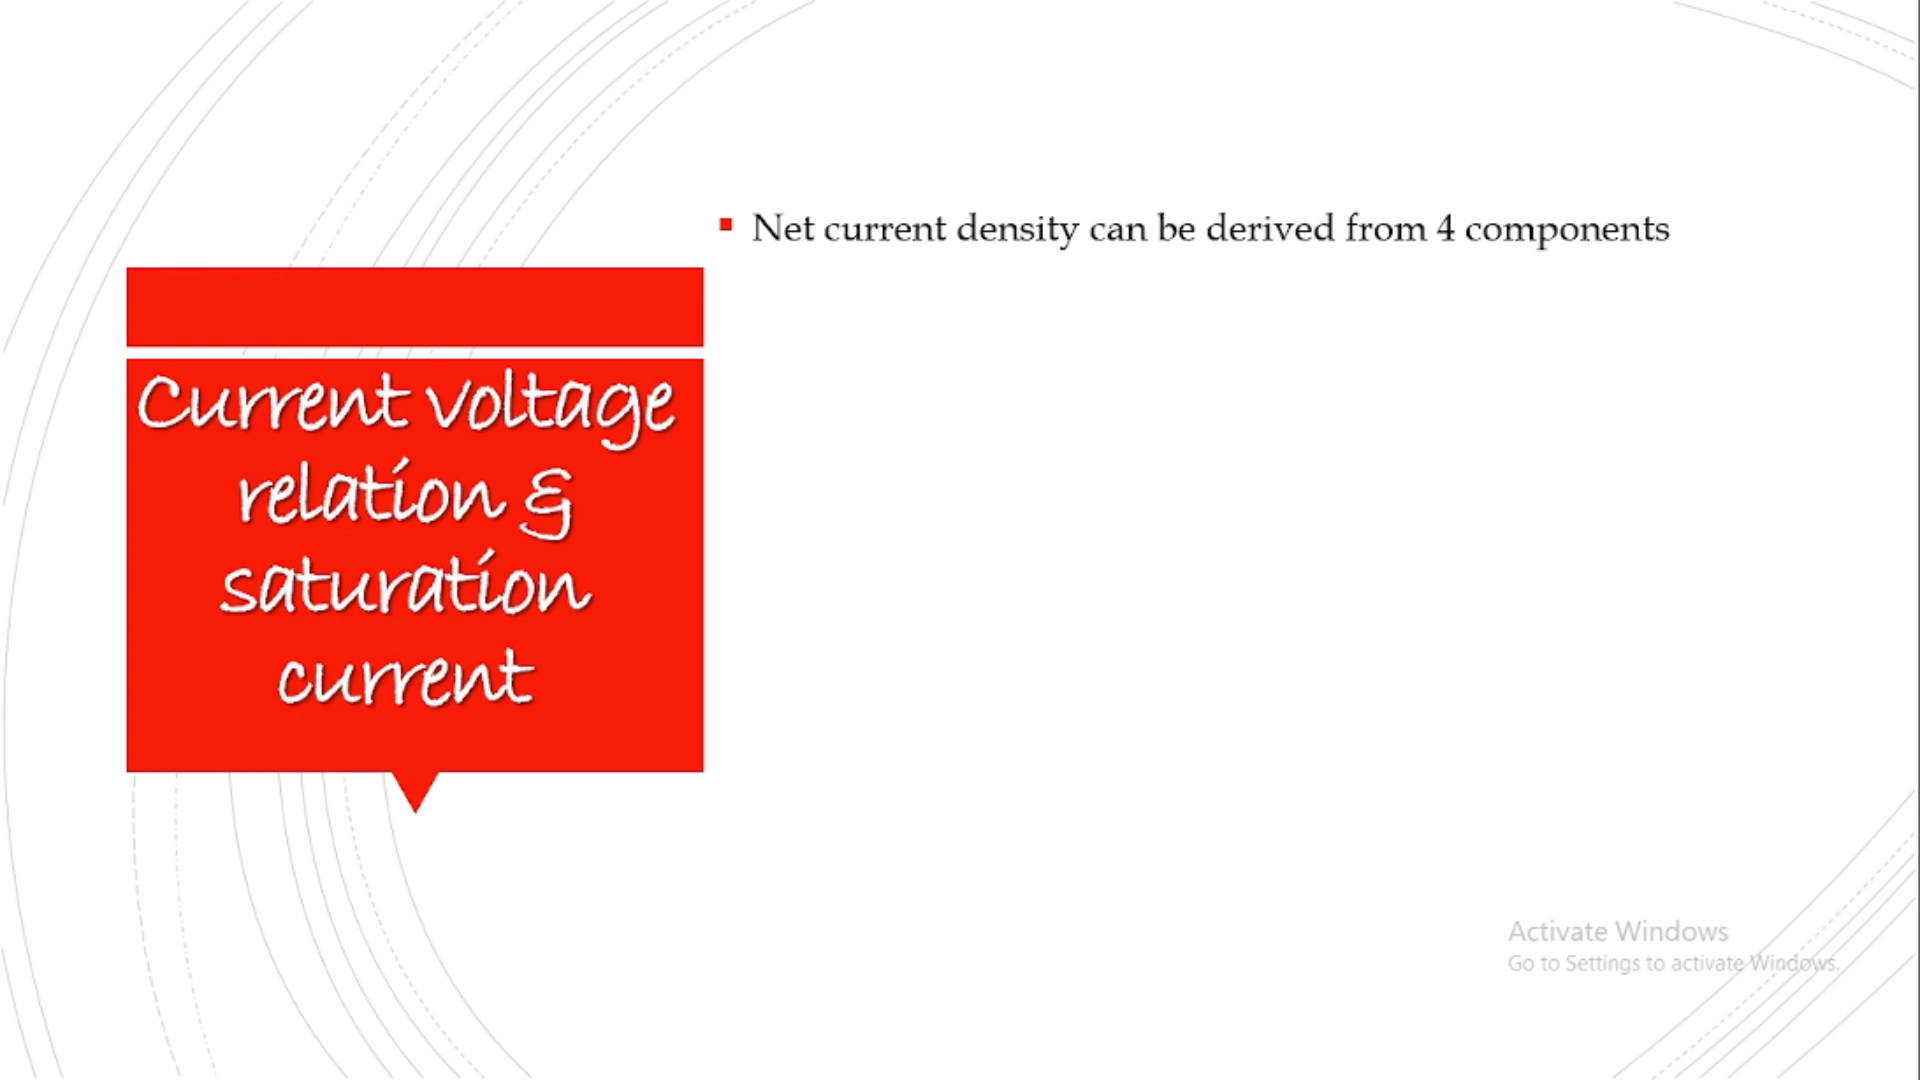 Net current density can be derived from 4 components
Current voltage
relation &
saturation
current
Activate Windows
Go to Settings to activate Windows.